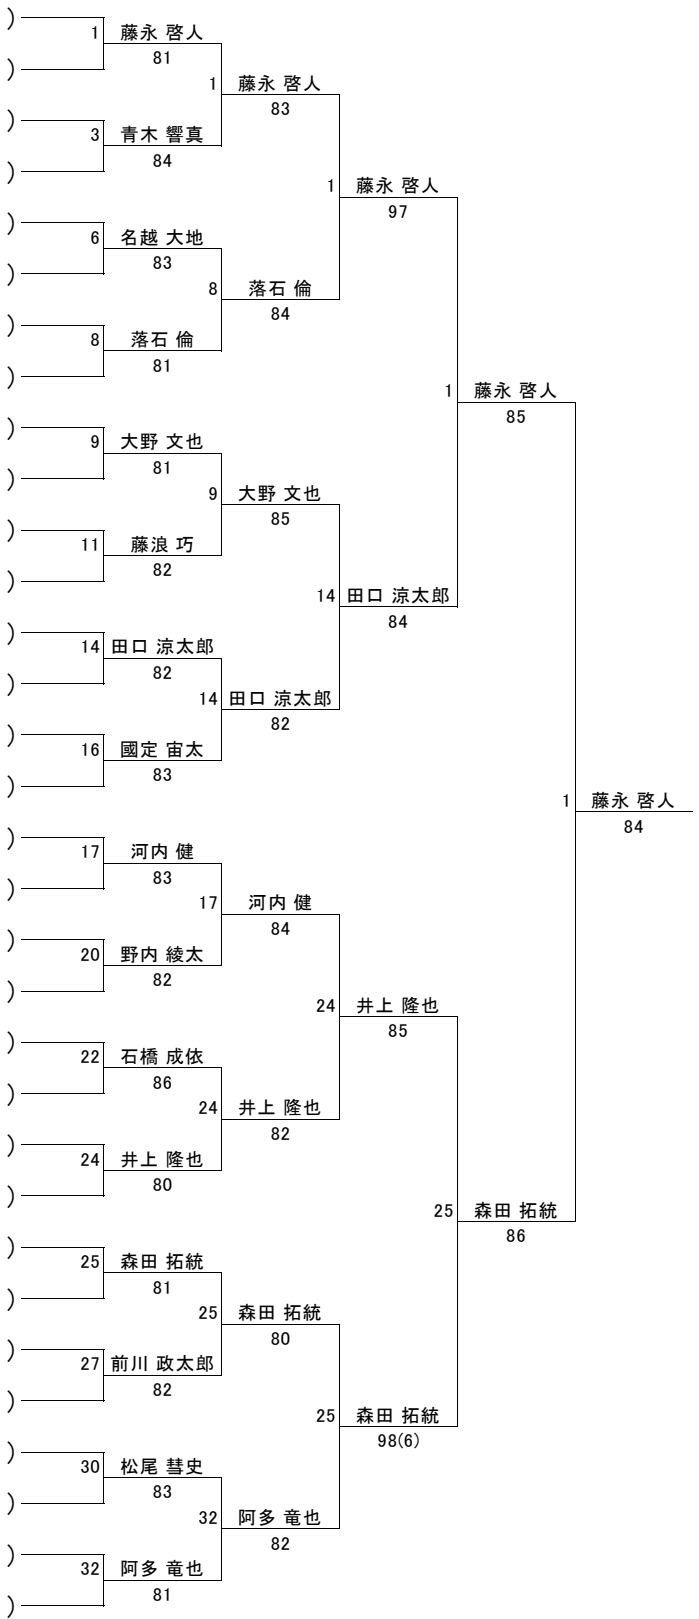 )
1 藤永 啓人
81
)
1 藤永 啓人
83
)
3 青木 響真
84
)
1 藤永 啓人
97
)
6 名越 大地
83
)
8 落石 倫
84
)
8 落石 倫
81
)
1 藤永 啓人
85
)
9 大野 文也
81
)
9 大野 文也
85
)
11 藤浪 巧
82
)
14 田口 涼太郎
84
)
14 田口 涼太郎
82
)
14 田口 涼太郎
82
)
16 國定 宙太
83
)
1 藤永 啓人
84
)
17 河内 健
83
)
17 河内 健
84
)
20 野内 綾太
82
)
24 井上 隆也
85
)
22 石橋 成依
86
)
24 井上 隆也
82
)
24 井上 隆也
80
)
25 森田 拓統
86
)
25 森田 拓統
81
)
25 森田 拓統
80
)
27 前川 政太郎
82
)
25 森田 拓統
98(6)
)
30 松尾 彗史
83
)
32 阿多 竜也
82
)
32 阿多 竜也
81
)